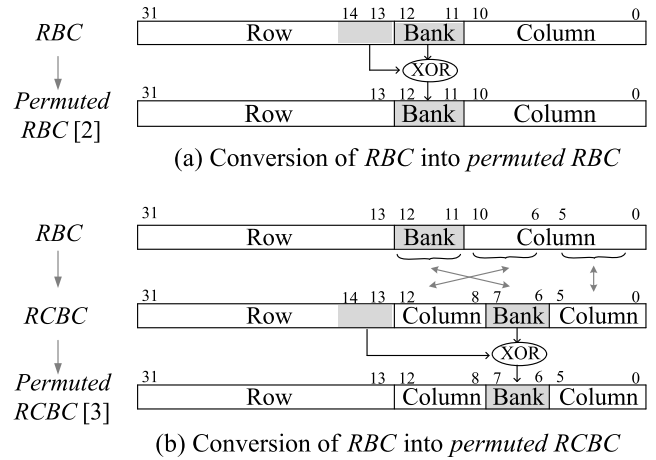 31 14 13 12 11 10 0
RBC Row Bank Column
XOR
31 13 12 11 10 0
Permuted RBC [2] Row Bank Column
(a) Conversion of RBC into permuted RBC
31 13 12 11 10 6 5 0
RBC Row Bank Column
31 14 13 12 8 7 6 5 0
RCBC Row Column Bank Column
XOR
31 13 12 8 7 6 5 0
Permuted RCBC [3] Row Column Bank Column
(b) Conversion of RBC into permuted RCBC